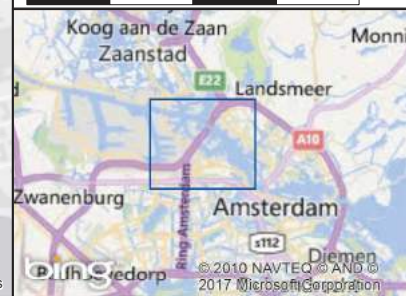 Koog aan de Zaan
Monni
Zaanstad
E22
Landsmeer
A10
Zwanenburg
Ring Amsterdam
Amsterdam
s112
Diemen
P
bing
© 2010 NAVTEQ © AND ©
2017 Microsoft Corporation